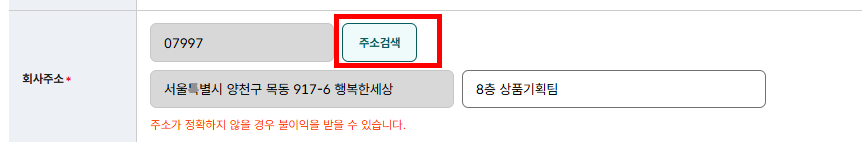 07997 주소검색
회사주소 *
서울특별시 양천구 목동 917-6 행복한세상 8층 상품기획팀
주소가 정확하지 않을 경우 불이익을 받을 수 있습니다.